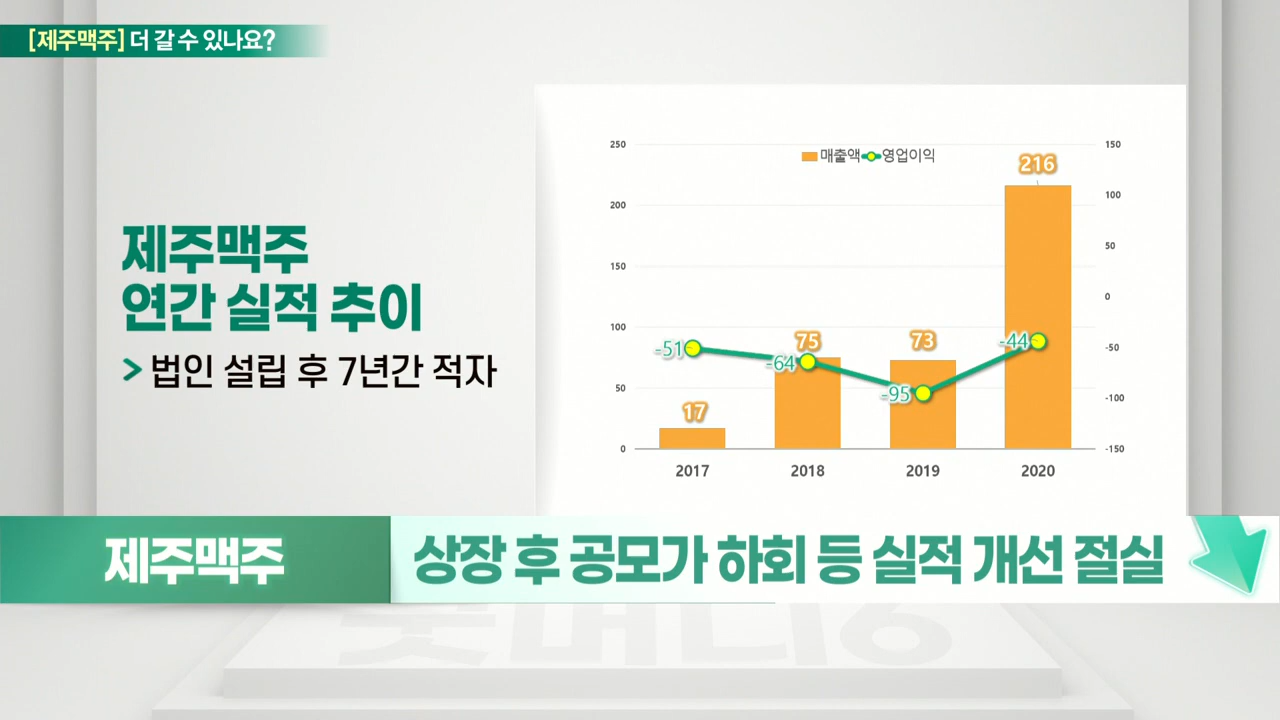 [제주맥주] 더 갈 수 있나요?
제주맥주
연간 실적 추이
> 법인 설립 후 7년간 적자
매출액 영업이익
250
200
150
100
50
0
150
100
50
0
-50
-100
-150
17
75
73
216
-51
-64
-95
-44
2017 2018 2019 2020
제주맥주
상장 후 공모가 하회 등 실적 개선 절실